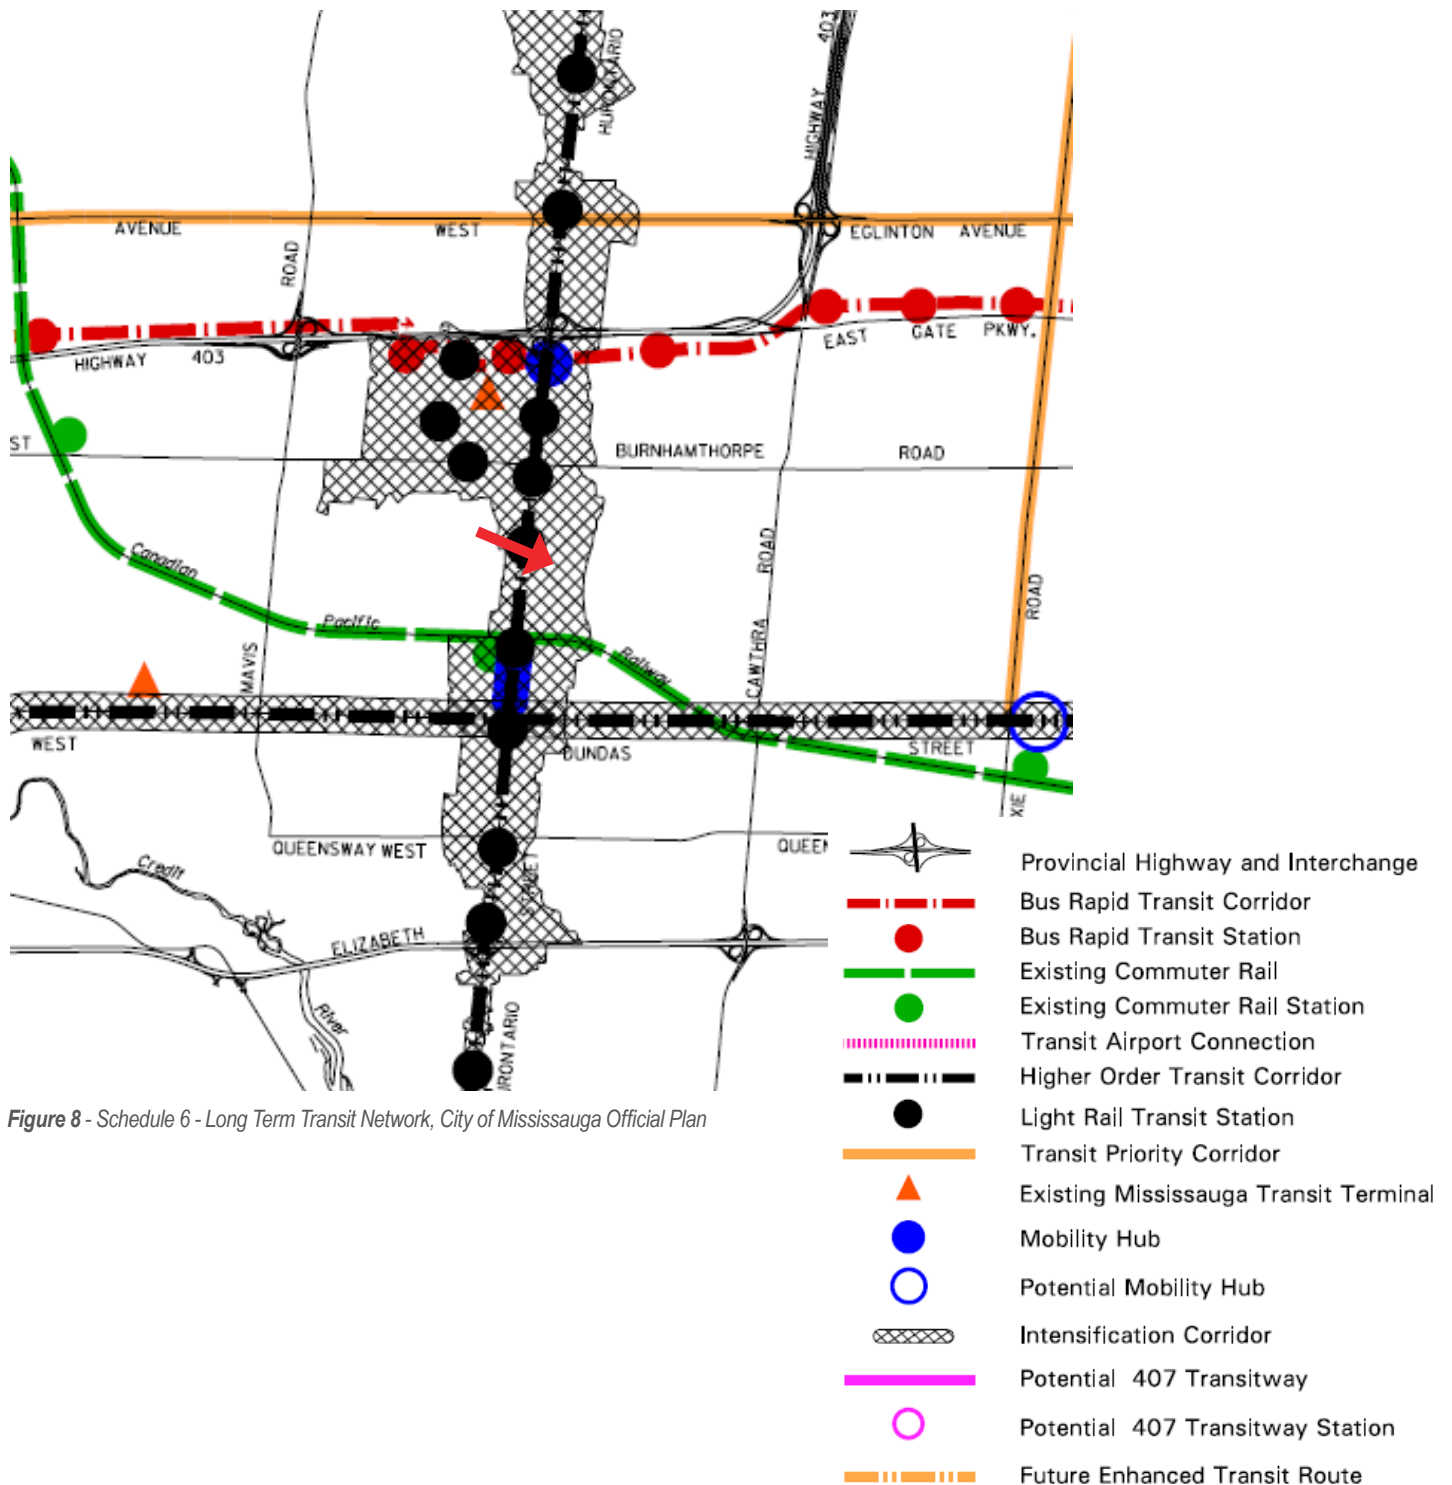 403
HURONTARIO
HIGHWAY
AVENUE
WEST
EGLINTON
AVENUE
ROAD
HIGHWAY
403
EAST
GATE
PKWY.
ST
BURNHAMTHORPE
ROAD
Canadian
Pacific
Railway
ROAD
ROAD
MAVIS
CAWTHRA
WEST
DUNDAS
STREET
XIE
QUEENSWAY WEST
QUEEN
Credit
ELIZABETH
River
IRONTARIO
Provincial Highway and Interchange
Bus Rapid Transit Corridor
Bus Rapid Transit Station
Existing Commuter Rail
Existing Commuter Rail Station
Transit Airport Connection
Higher Order Transit Corridor
Light Rail Transit Station
Transit Priority Corridor
Existing Mississauga Transit Terminal
Mobility Hub
Potential Mobility Hub
Intensification Corridor
Potential 407 Transitway
Potential 407 Transitway Station
Future Enhanced Transit Route
Figure 8 - Schedule 6 - Long Term Transit Network, City of Mississauga Official Plan